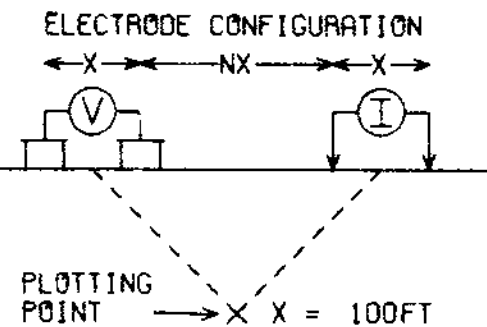 ELECTRODE CONFIGURATION
X NX X
V I
PLOTTING
POINT X X = 100FT